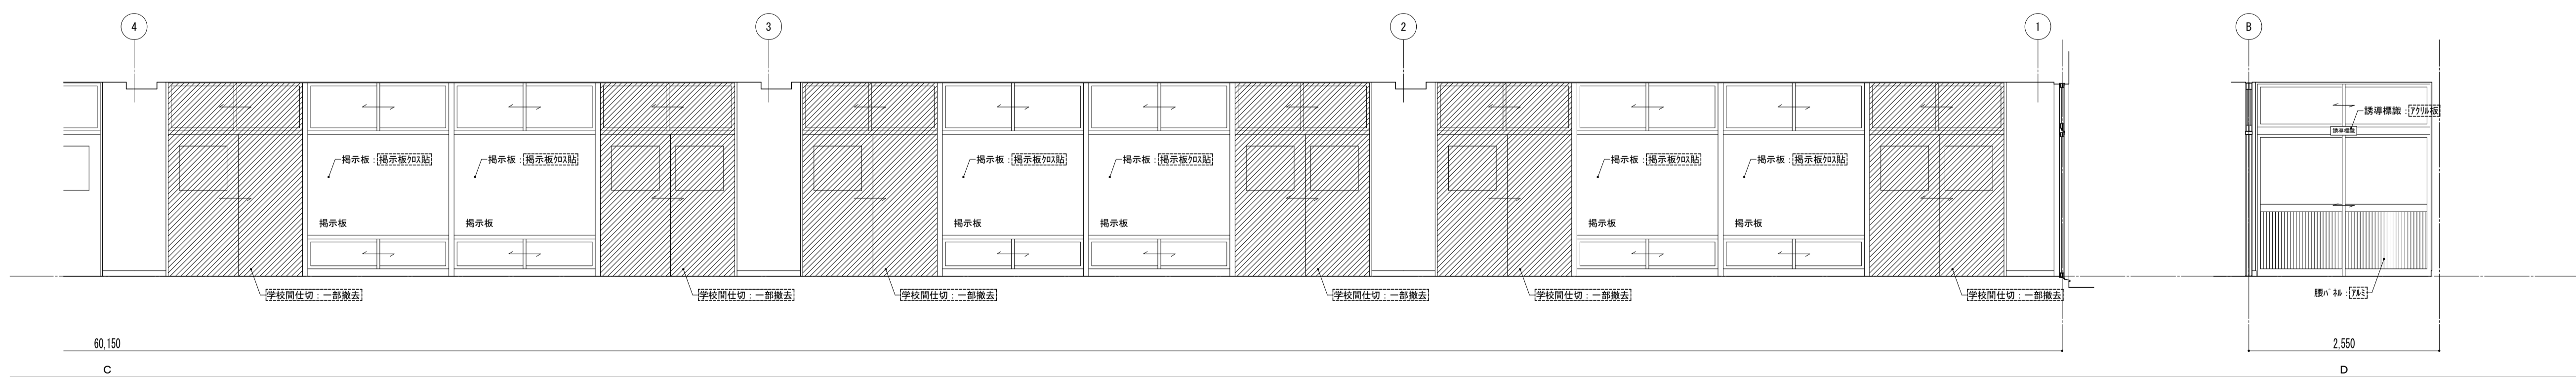 4
3
2
1
B
誘導標識：ｱｸﾘﾙ板
誘導標識
掲示板：掲示板ｸﾛｽ貼
掲示板：掲示板ｸﾛｽ貼
掲示板：掲示板ｸﾛｽ貼
掲示板：掲示板ｸﾛｽ貼
掲示板：掲示板ｸﾛｽ貼
掲示板：掲示板ｸﾛｽ貼
掲示板
掲示板
掲示板
掲示板
掲示板
掲示板
学校間仕切：一部撤去
学校間仕切：一部撤去
学校間仕切：一部撤去
学校間仕切：一部撤去
学校間仕切：一部撤去
学校間仕切：一部撤去
腰ﾊﾟﾈﾙ：ｱﾙﾐ
60,150
2,550
C
D